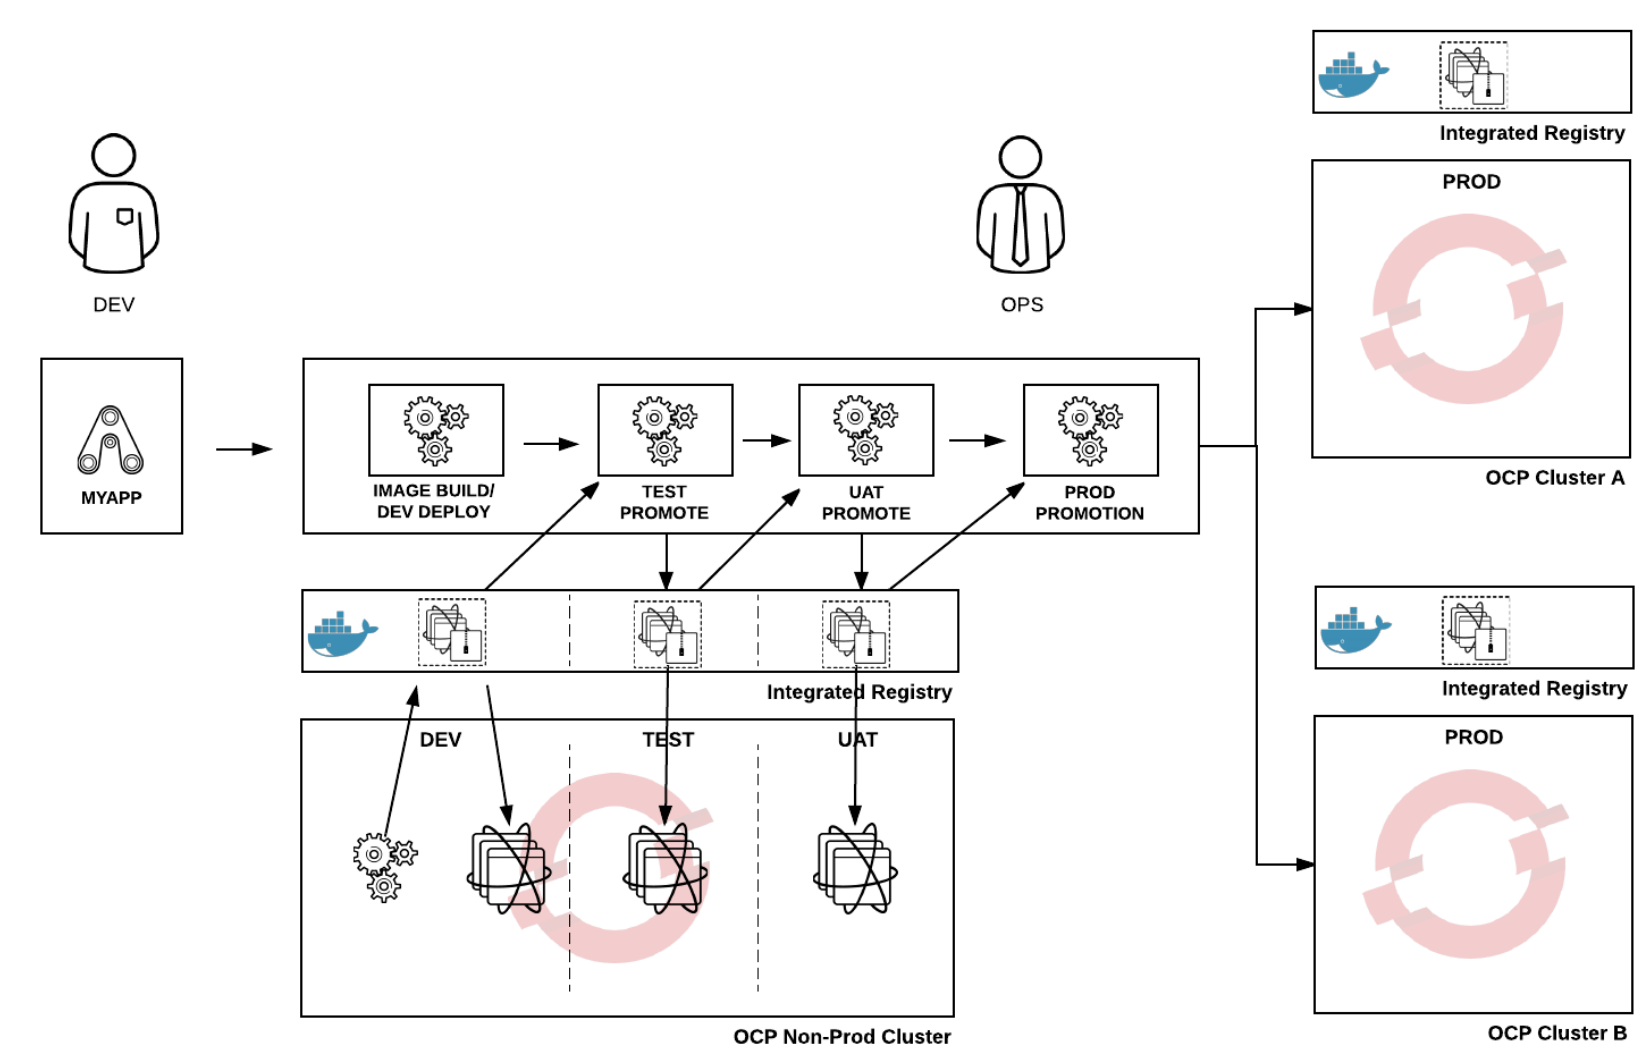 Integrated Registry
PROD
DEV
OPS
MYAPP
IMAGE BUILD/
DEV DEPLOY
TEST
PROMOTE
UAT
PROMOTE
PROD
PROMOTION
OCP Cluster A
Integrated Registry
DEV
TEST
UAT
OCP Non-Prod Cluster
Integrated Registry
PROD
OCP Cluster B